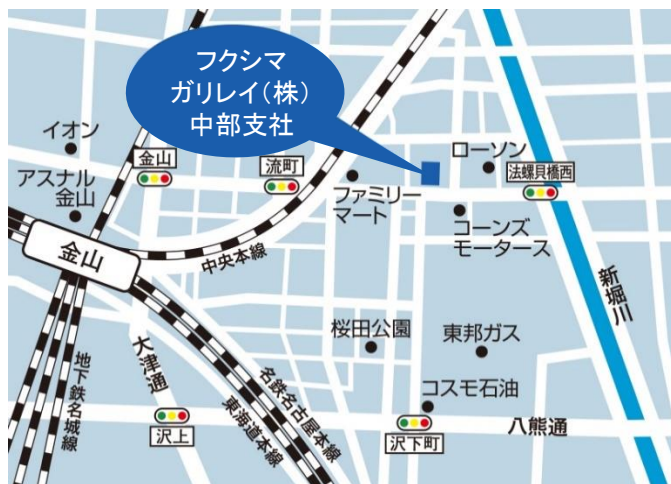 フクシマ
ガリレイ(株)
中部支社
イオン
アスナル
金山
金山
流町
ファミリー
マート
ローソン
法螺貝橋西
コーンズ
モータース
金山
中央本線
新堀川
桜田公園
東邦ガス
コスモ石油
地下鉄名城線
大津通
名鉄名古屋本線
東海道本線
沢上
沢下町
八熊通